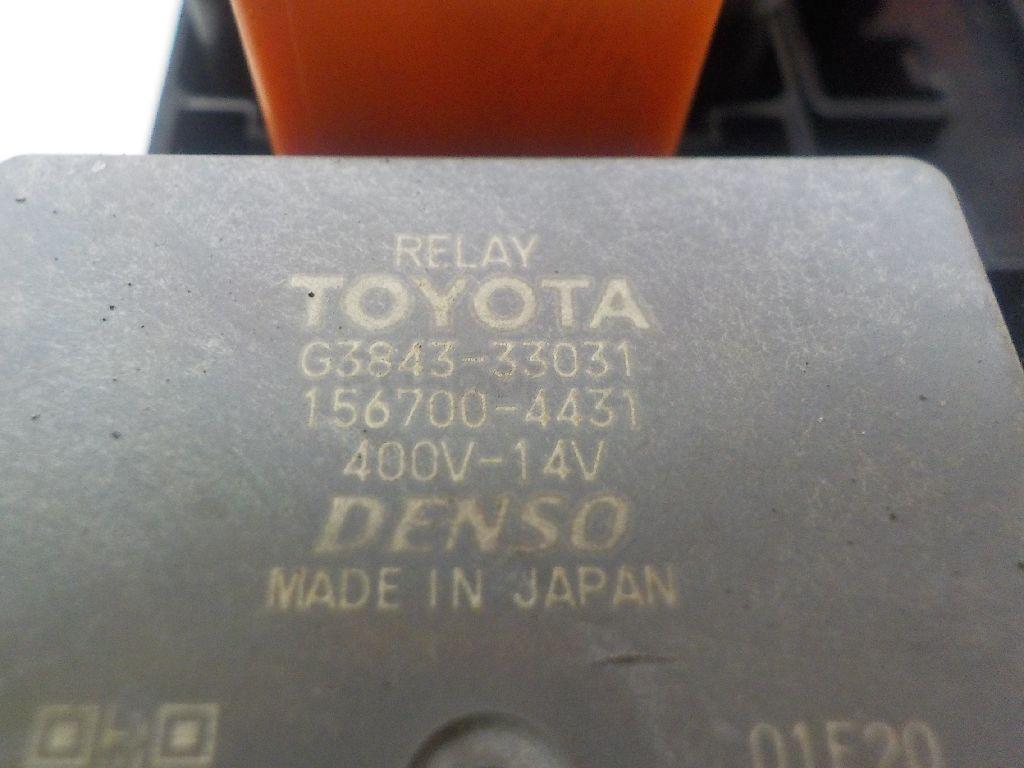 RELAY
TOYOTA
G3843-33031
156700-4431
400V-14V
DENSO
MADE IN JAPAN